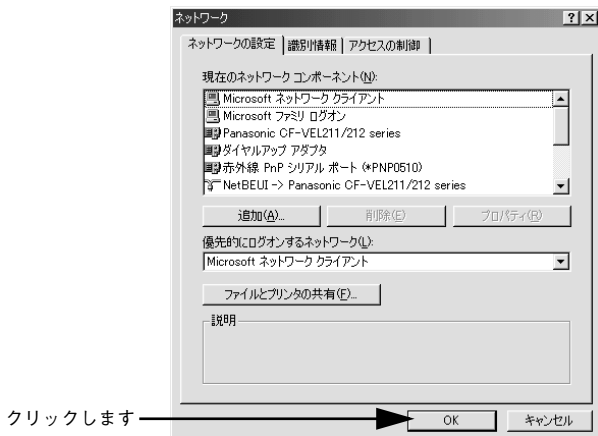 ネットワーク
ネットワークの設定 識別情報 アクセスの制御
現在のネットワーク コンポーネント(N):
Microsoft ネットワーク クライアント
Microsoft ファミリ ログオン
Panasonic CF-VEL211/212 series
ダイヤルアップ アダプタ
赤外線 PnP シリアル ポート (*PNP0510)
NetBEUI -> Panasonic CF-VEL211/212 series
追加(A)... 削除(E) プロパティ(R)
優先的にログオンするネットワーク(L):
Microsoft ネットワーク クライアント
ファイルとプリンタの共有(F)...
説明
クリックします
OK キャンセル